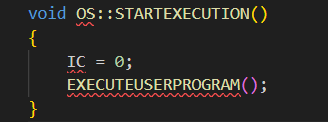 void OS::STARTEXECUTION()
{
    IC = 0;
    EXECUTEUSERPROGRAM();
}